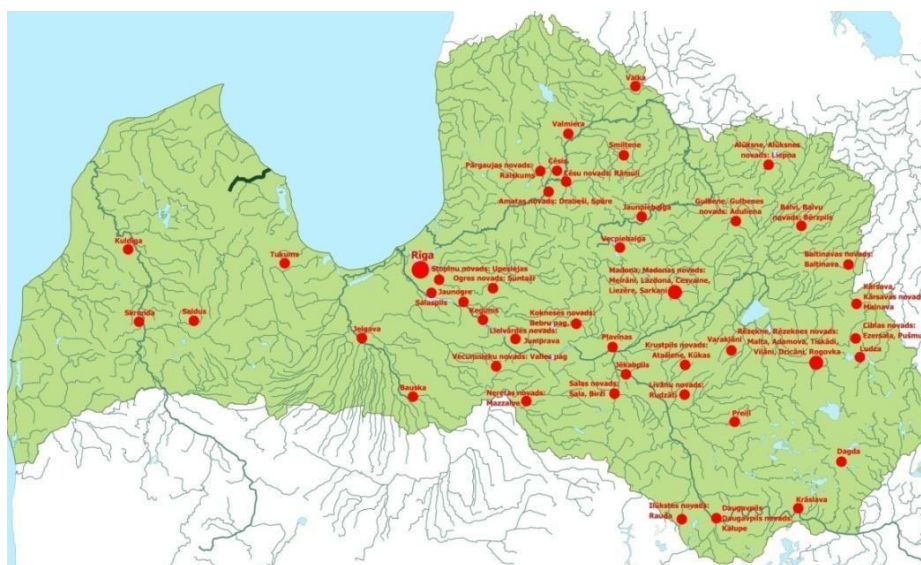 Valka
Valmiera
Smiltene
Alūksne, Alūksnes
novads: Liepna
Pārgaujas novads:
Raiskums
Cēsis
Cēsu novads: Rāmuļi
Amatas novads: Drabeši, Spāre
Jaunpiebalga
Gulbene, Gulbenes
novads: Aduliena
Balvi, Balvu
novads: Bērzpils
Kuldīga
Tukums
Rīga
Vecpiebalga
Baltinavas novads:
Baltinava
Stopiņu novads: Upeslejas
Ogres novads: Suntaži
Jaunogre
Salaspils
Madona, Madonas novads:
Meirāni, Lazdona, Cesvaine,
Liezēre, Sarkaņi
Kārsava,
Kārsavas novads:
Malnava
Skrunda
Saldus
Ķegums
Kokneses novads:
Bebru pag.
Lielvārdes novads:
Jumprava
Jelgava
Pļaviņas
Krustpils novads:
Atašiene, Kūkas
Varakļāni
Rēzekne, Rēzeknes novads:
Malta, Adamova, Tiskādi,
Viļāni, Dricāni, Rogovka
Ciblas novads:
Ezersala, Pušmu
Ludza
Vecumnieku novads: Valles pag
Jēkabpils
Bauska
Neretas novads:
Mazzalve
Salas novads:
Sala, Birži
Līvānu novads:
Rudzāti
Preiļi
Dagda
Krāslava
Ilūkstes novads:
Rauda
Daugavpils
Daugavpils novads:
Kalupe